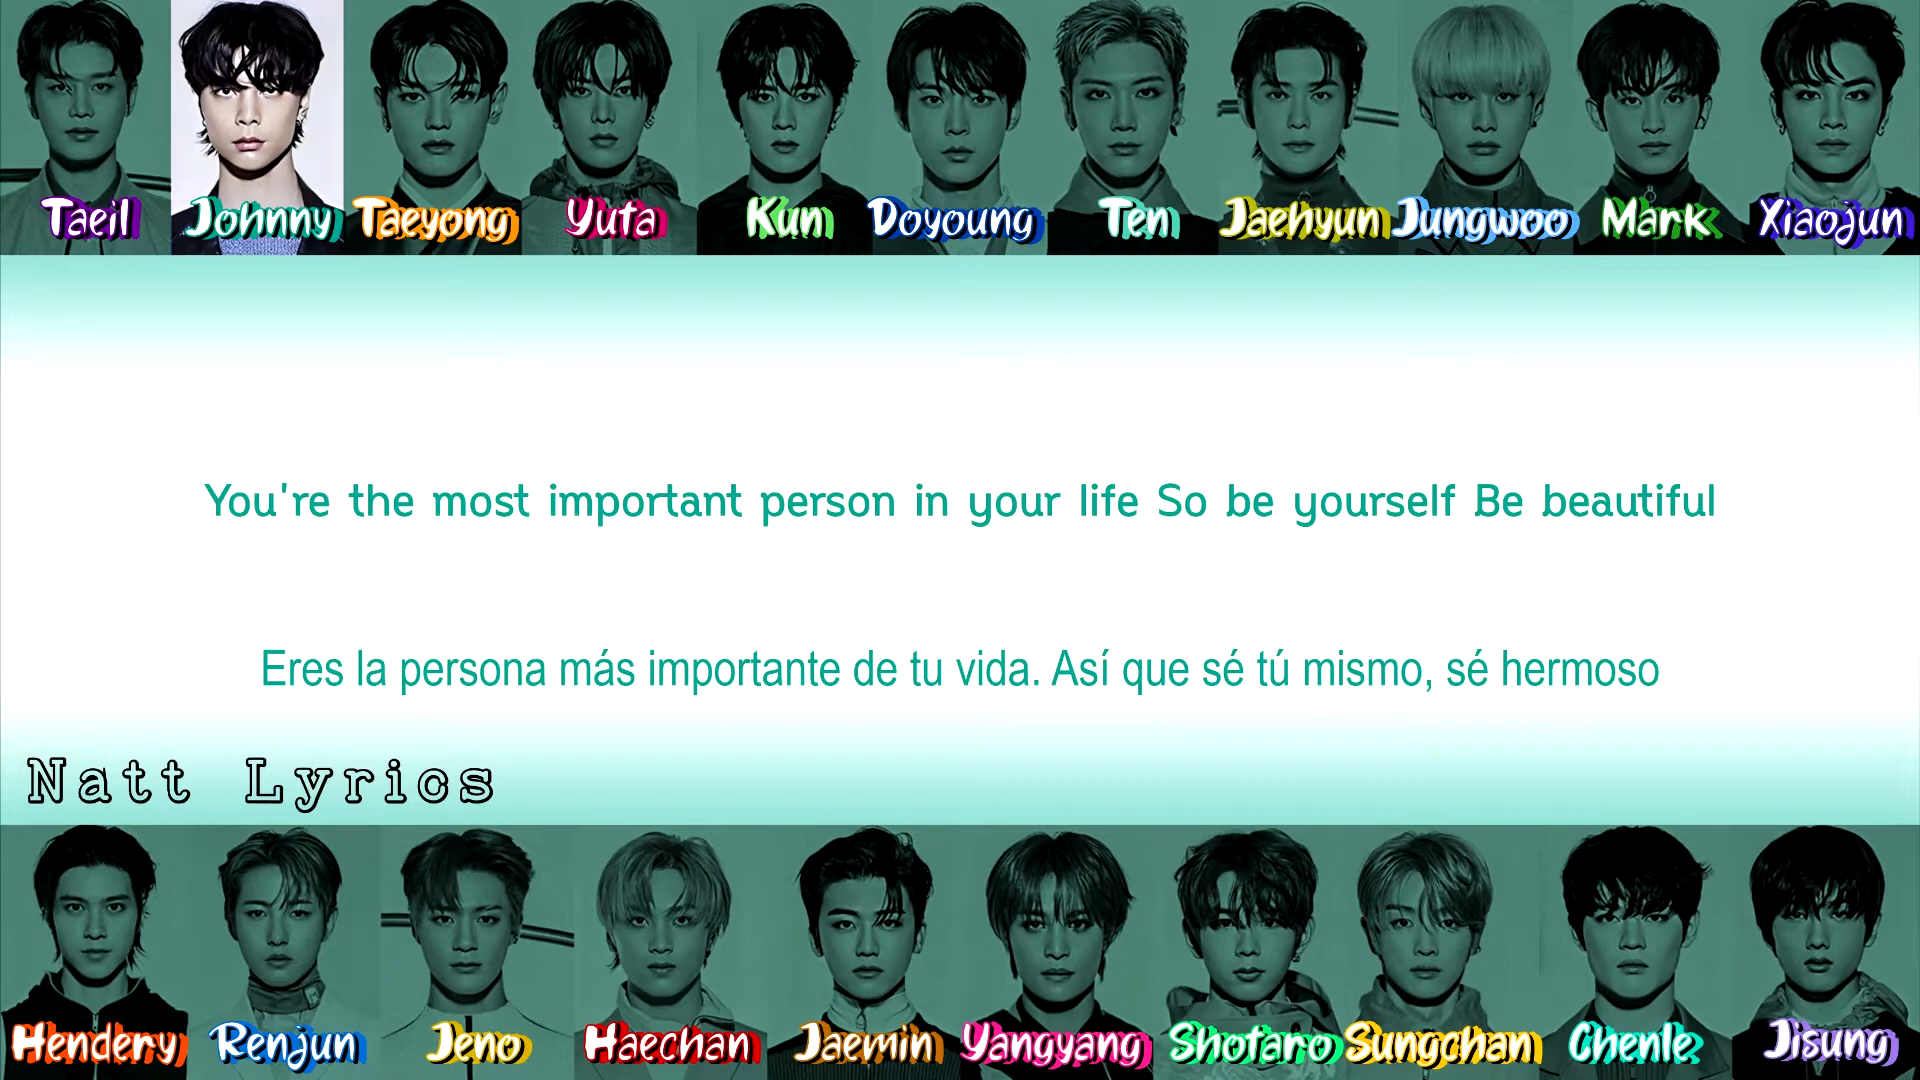 Taeil Johnny Taeyong Yuta Kun Doyoung Ten Jaehyun Jungwoo Mark Xiaojun
You're the most important person in your life So be yourself Be beautiful
Eres la persona más importante de tu vida. Así que sé tú mismo, sé hermoso
Natt Lyrics
Hendery Renjun Jeno Haechan Jaemin Yangyang Shotaro Sungchan Chenle Jisung